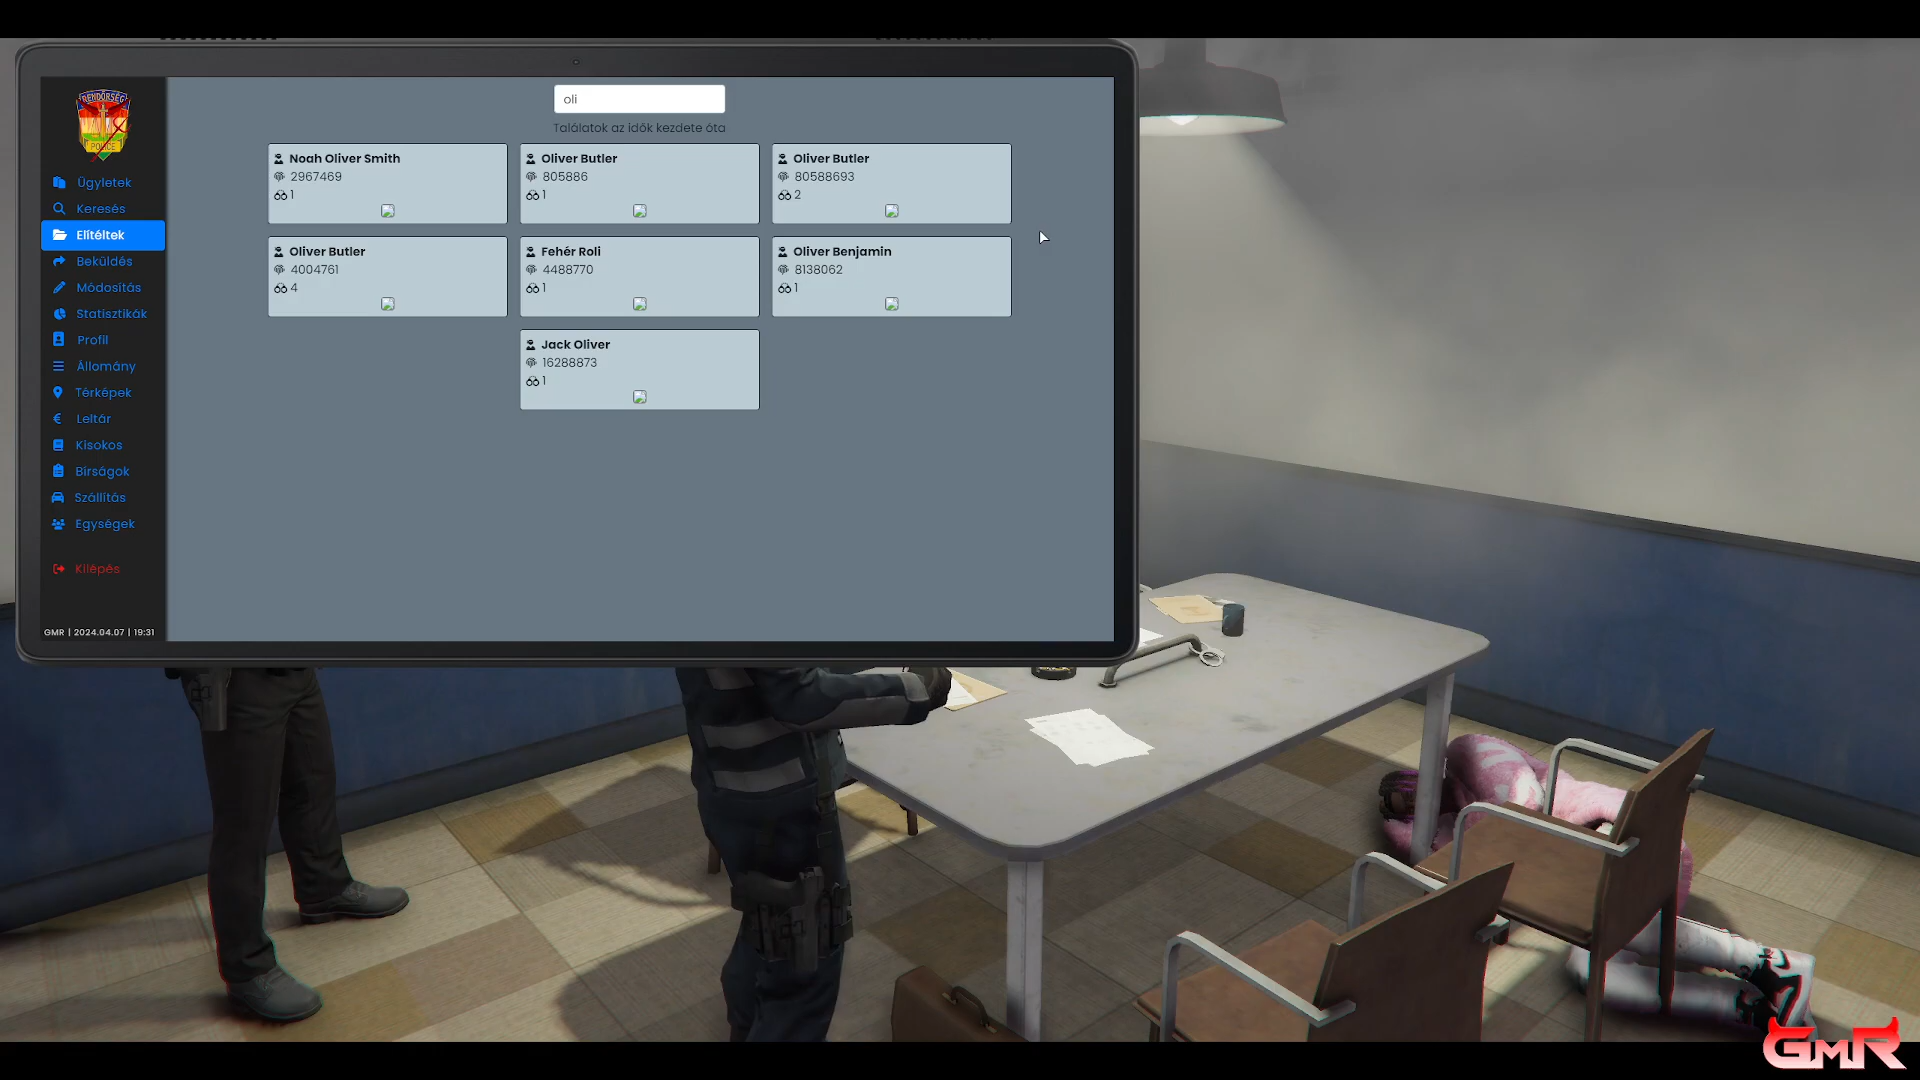 RENDŐRSÉG
POLICE
Ügyletek
Keresés
Elítéltek
Beküldés
Módosítás
Statisztikák
Profil
Állomány
Térképek
Leltár
Kisokos
Bírságok
Szállítás
Egységek
Kilépés
GMR | 2024.04.07 | 19:31
oli
Találatok az idők kezdete óta
Noah Oliver Smith
2967469
1
Oliver Butler
805886
1
Oliver Butler
80588693
2
Oliver Butler
4004761
4
Fehér Roli
4488770
1
Oliver Benjamin
8138062
1
Jack Oliver
16288873
1
GMR